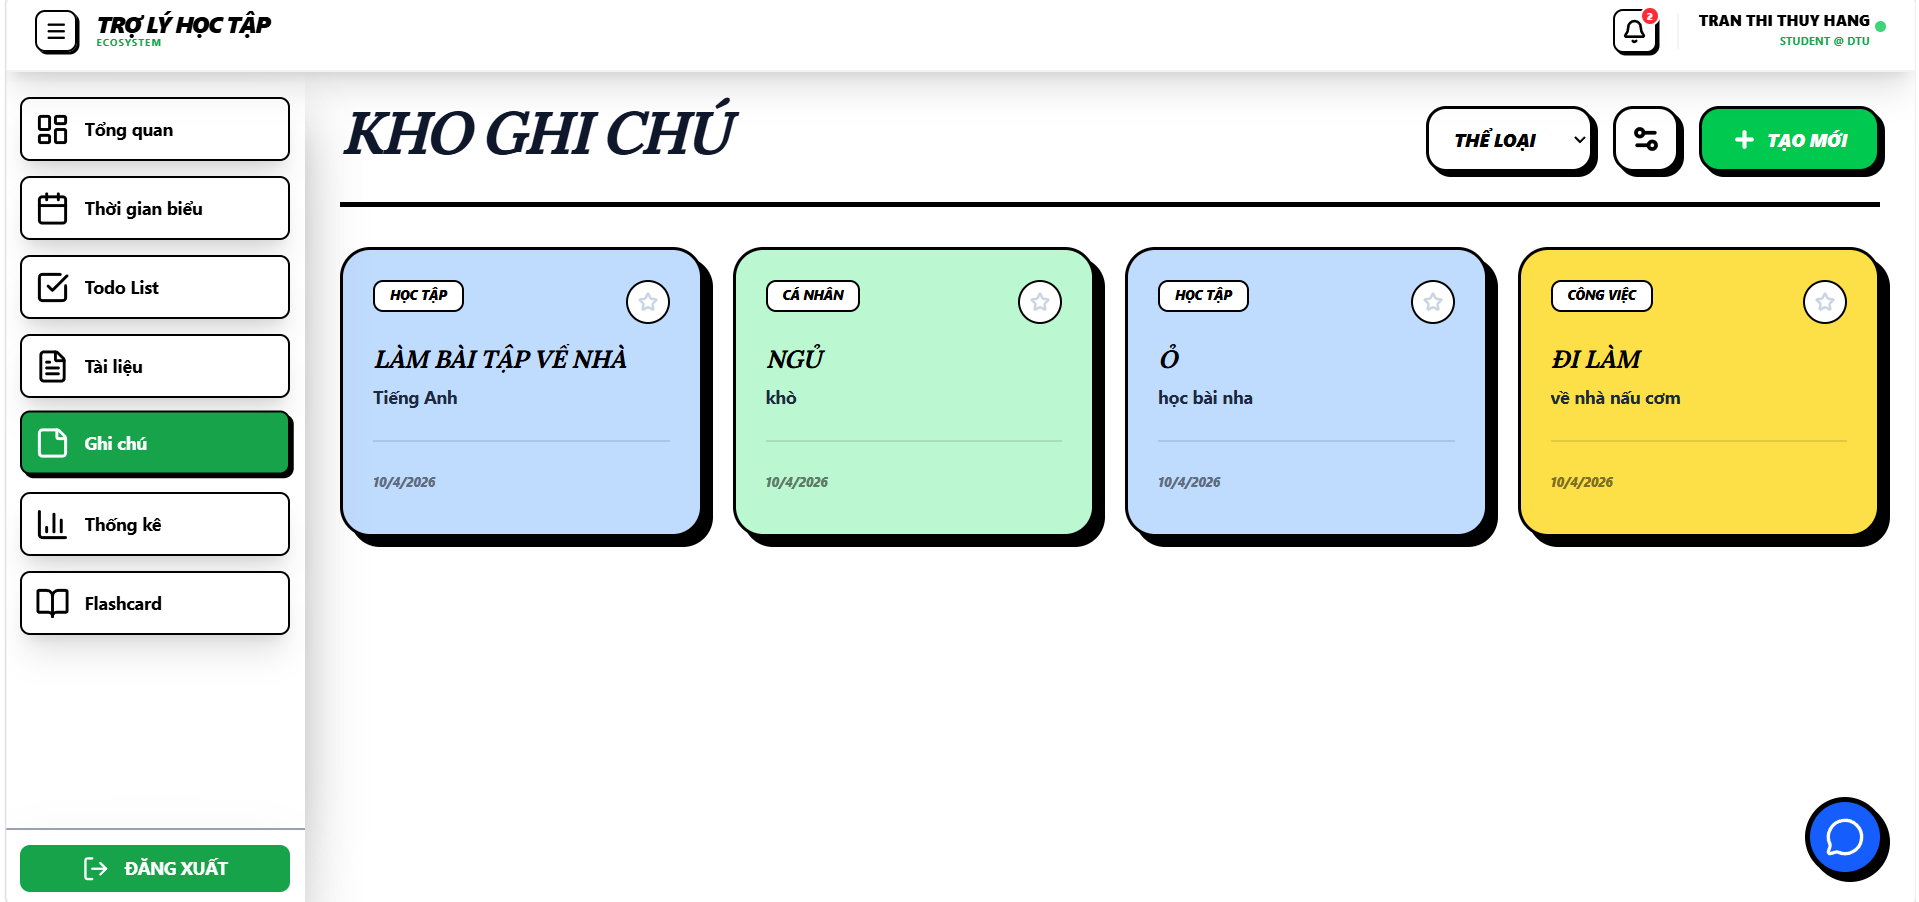 TRỢ LÝ HỌC TẬP
ECOSYSTEM
2
TRAN THI THUY HANG
STUDENT @ DTU
Tổng quan
Thời gian biểu
Todo List
Tài liệu
Ghi chú
Thống kê
Flashcard
ĐĂNG XUẤT
KHO GHI CHÚ
THỂ LOẠI
TẠO MỚI
HỌC TẬP
LÀM BÀI TẬP VỀ NHÀ
Tiếng Anh
10/4/2026
CÁ NHÂN
NGỦ
khò
10/4/2026
HỌC TẬP
Ỏ
học bài nha
10/4/2026
CÔNG VIỆC
ĐI LÀM
về nhà nấu cơm
10/4/2026